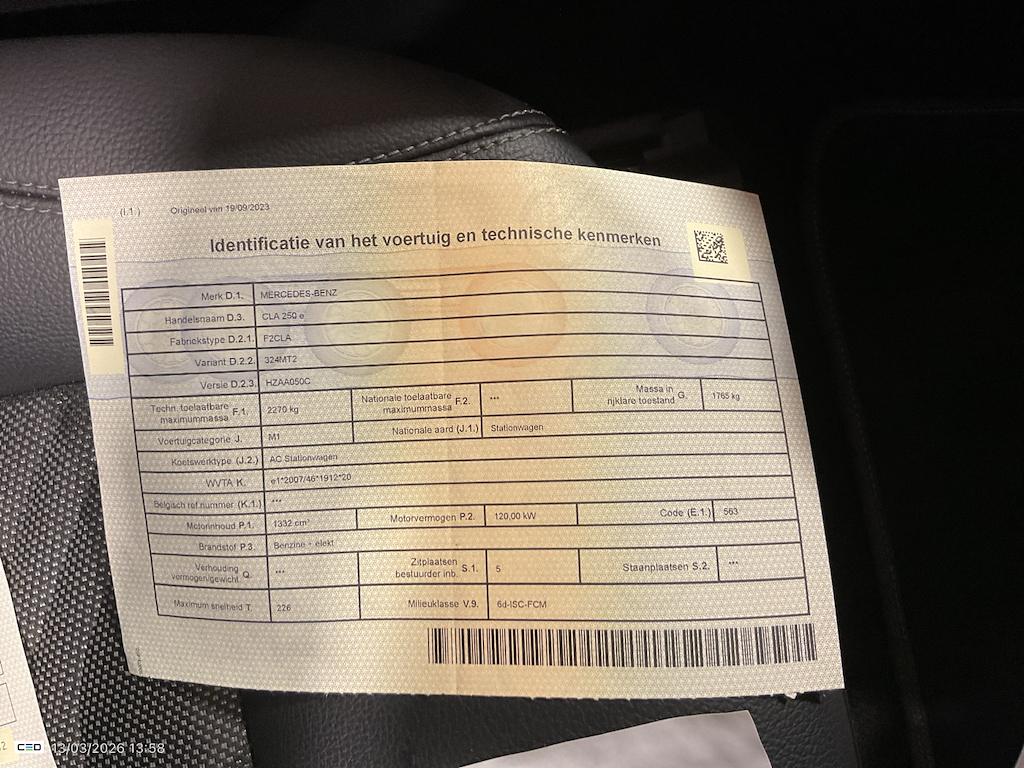 (I.1.) Origineel van 19/09/2023
Identificatie van het voertuig en technische kenmerken
Merk D.1. MERCEDES-BENZ
Handelsnaam D.3. CLA 250 e
Fabriekstype D.2.1. F2CLA
Variant D.2.2. 324MT2
Versie D.2.3. HZAA050C
Techn. toelaatbare maximummassa F.1. 2270 kg Nationale toelaatbare maximummassa F.2. *** Massa in rijklare toestand G. 1765 kg
Voertuigcategorie J. M1 Nationale aard (J.1.) Stationwagen
Koetswerktype (J.2.) AC Stationwagen
WVTA K. e1*2007/46*1912*20
Belgisch ref.nummer (K.1.) ***
Motorinhoud P.1. 1332 cm³ Motorvermogen P.2. 120,00 kW Code (E.1.) 563
Brandstof P.3. Benzine + elekt
Verhouding vermogen/gewicht Q. *** Zitplaatsen bestuurder inb. S.1. 5 Staanplaatsen S.2. ***
Maximum snelheid T. 226 Milieuklasse V.9. 6d-ISC-FCM
CEO 13/03/2026 13:58